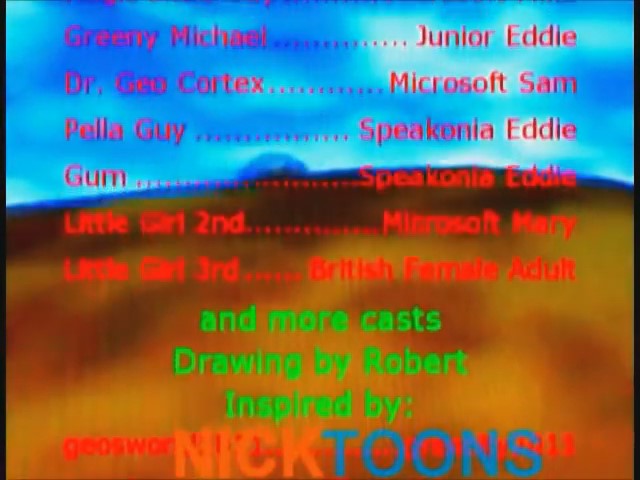 Greeny Michael.............. Junior Eddie
Dr. Geo Cortex............ Microsoft Sam
Pella Guy ................ Speakonia Eddie
Gum .......................Speakonia Eddie
Little Girl 2nd.............. Microsoft Mary
Little Girl 3rd...... British Female Adult
and more casts
Drawing by Robert
Inspired by:
NICKTOONS